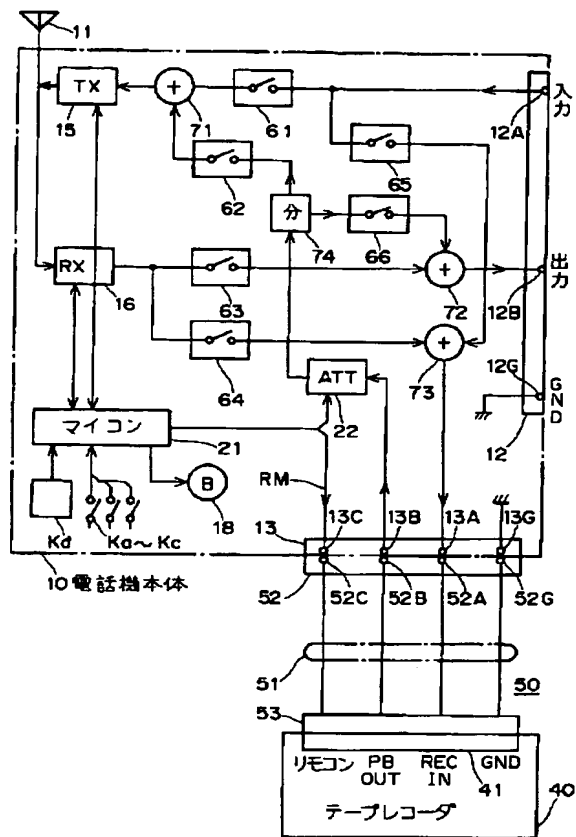 11
TX
15
+
71
61
12A
入力
62
65
分
74
66
RX
16
63
+
72
出力
12B
64
+
73
ATT
22
12G
GND
12
マイコン
21
RM
B
18
Kd
Ka~Kc
10電話機本体
13
13C
13B
13A
13G
52
52C
52B
52A
52G
51
50
53
リモコン
PB OUT
REC IN
GND
41
テープレコーダ
40